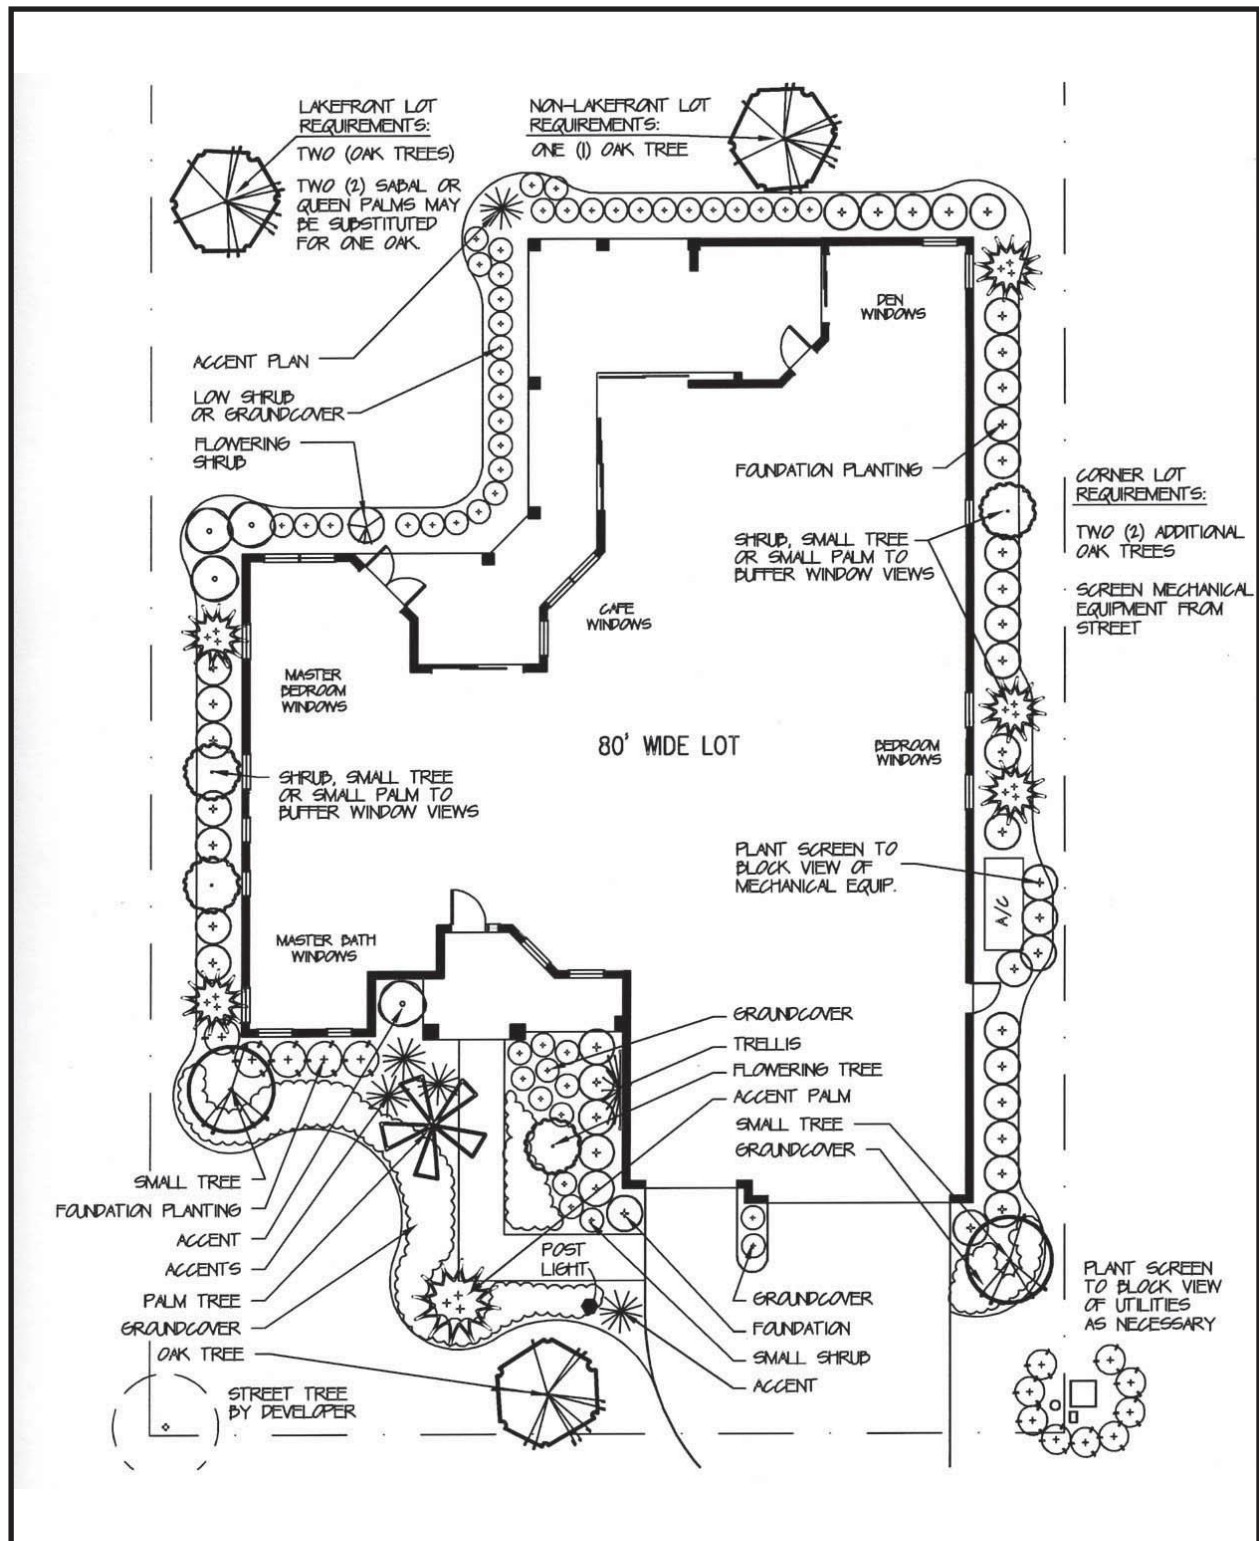 LAKEFRONT LOT
REQUIREMENTS:
TWO (OAK TREES)
TWO (2) SABAL OR
QUEEN PALMS MAY
BE SUBSTITUTED
FOR ONE OAK.
NON-LAKEFRONT LOT
REQUIREMENTS:
ONE (1) OAK TREE
DEN
WINDOWS
ACCENT PLAN
LOW SHRUB
OR GROUNDCOVER
FLOWERING
SHRUB
FOUNDATION PLANTING
CORNER LOT
REQUIREMENTS:
TWO (2) ADDITIONAL
OAK TREES
SCREEN MECHANICAL
EQUIPMENT FROM
STREET
SHRUB, SMALL TREE
OR SMALL PALM TO
BUFFER WINDOW VIEWS
CAFE
WINDOWS
MASTER
BEDROOM
WINDOWS
80' WIDE LOT
BEDROOM
WINDOWS
SHRUB, SMALL TREE
OR SMALL PALM TO
BUFFER WINDOW VIEWS
PLANT SCREEN TO
BLOCK VIEW OF
MECHANICAL EQUIP.
A/C
MASTER BATH
WINDOWS
GROUNDCOVER
TRELLIS
FLOWERING TREE
ACCENT PALM
SMALL TREE
GROUNDCOVER
SMALL TREE
FOUNDATION PLANTING
ACCENT
ACCENTS
PALM TREE
GROUNDCOVER
OAK TREE
STREET TREE
BY DEVELOPER
POST
LIGHT
GROUNDCOVER
FOUNDATION
SMALL SHRUB
ACCENT
PLANT SCREEN
TO BLOCK VIEW
OF UTILITIES
AS NECESSARY